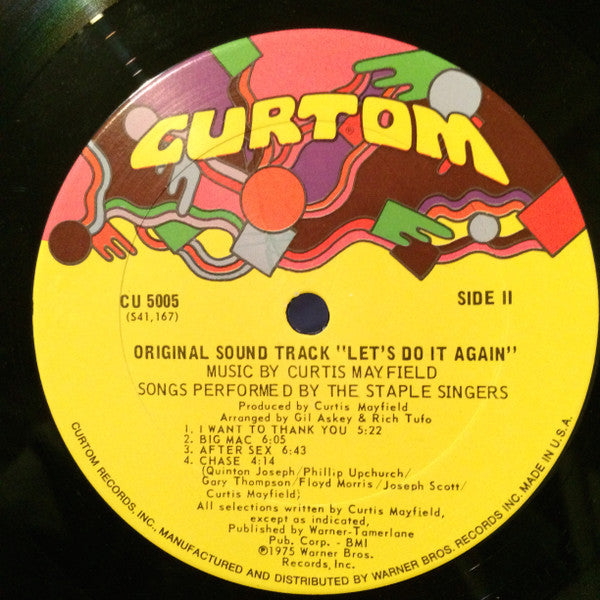 CURTOM
®
CU 5005
(S41,167)
SIDE II
ORIGINAL SOUND TRACK "LET'S DO IT AGAIN"
MUSIC BY CURTIS MAYFIELD
SONGS PERFORMED BY THE STAPLE SINGERS
Produced by Curtis Mayfield
Arranged by Gil Askey & Rich Tufo
1. I WANT TO THANK YOU 5:22
2. BIG MAC 6:05
3. AFTER SEX 6:43
4. CHASE 4:14
(Quinton Joseph/Phillip Upchurch/
Gary Thompson/Floyd Morris/Joseph Scott/
Curtis Mayfield)
All selections written by Curtis Mayfield,
except as indicated,
Published by Warner-Tamerlane
Pub. Corp. - BMI
℗1975 Warner Bros.
Records, Inc.
CURTOM RECORDS, INC., MANUFACTURED AND DISTRIBUTED BY WARNER BROS. RECORDS INC. MADE IN U.S.A.